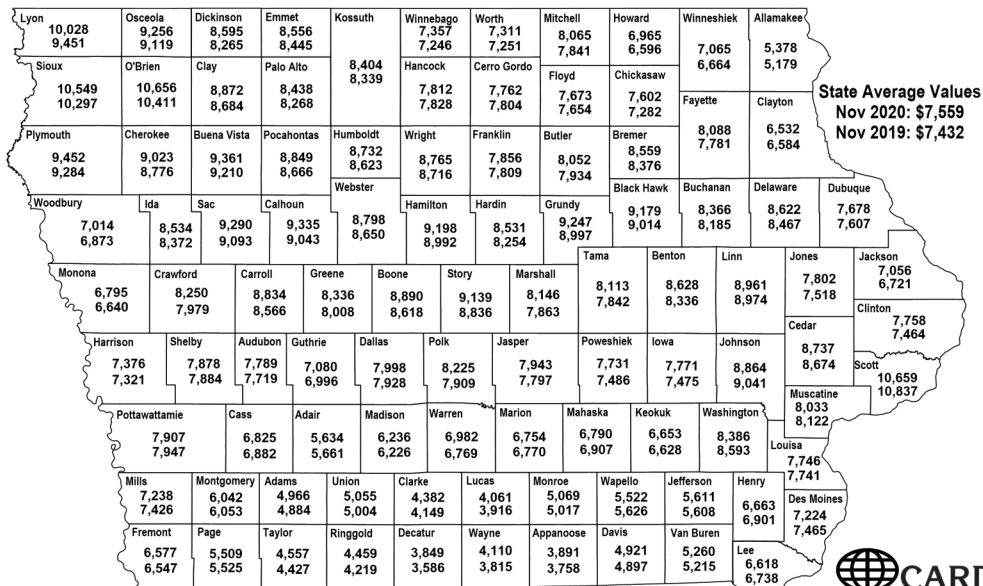 Lyon
10,028
9,451
Osceola
9,256
9,119
Dickinson
8,595
8,265
Emmet
8,556
8,445
Kossuth
8,404
8,339
Winnebago
7,357
7,246
Worth
7,311
7,251
Mitchell
8,065
7,841
Howard
6,965
6,596
Winneshiek
7,065
6,664
Allamakee
5,378
5,179
Sioux
10,549
10,297
O'Brien
10,656
10,411
Clay
8,872
8,684
Palo Alto
8,438
8,268
Hancock
7,812
7,828
Cerro Gordo
7,762
7,804
Floyd
7,673
7,654
Chickasaw
7,602
7,282
Fayette
8,088
7,781
Clayton
6,532
6,584
State Average Values
Nov 2020: $7,559
Nov 2019: $7,432
Plymouth
9,452
9,284
Cherokee
9,023
8,776
Buena Vista
9,361
9,210
Pocahontas
8,849
8,666
Humboldt
8,732
8,623
Wright
8,765
8,716
Franklin
7,856
7,809
Butler
8,052
7,934
Bremer
8,559
8,376
Woodbury
7,014
6,873
Ida
8,534
8,372
Sac
9,290
9,093
Calhoun
9,335
9,043
Webster
8,798
8,650
Hamilton
9,198
8,992
Hardin
8,531
8,254
Grundy
9,247
8,997
Black Hawk
9,179
9,014
Buchanan
8,366
8,185
Delaware
8,622
8,467
Dubuque
7,678
7,607
Monona
6,795
6,640
Crawford
8,250
7,979
Carroll
8,834
8,566
Greene
8,336
8,008
Boone
8,890
8,618
Story
9,139
8,836
Marshall
8,146
7,863
Tama
8,113
7,842
Benton
8,628
8,336
Linn
8,961
8,974
Jones
7,802
7,518
Jackson
7,056
6,721
Clinton
7,758
7,464
Harrison
7,376
7,321
Shelby
7,878
7,884
Audubon
7,789
7,719
Guthrie
7,080
6,996
Dallas
7,998
7,928
Polk
8,225
7,909
Jasper
7,943
7,797
Poweshiek
7,731
7,486
Iowa
7,771
7,475
Johnson
8,864
9,041
Cedar
8,737
8,674
Scott
10,659
10,837
Muscatine
8,033
8,122
Pottawattamie
7,907
7,947
Cass
6,825
6,882
Adair
5,634
5,661
Madison
6,236
6,226
Warren
6,982
6,769
Marion
6,754
6,770
Mahaska
6,790
6,907
Keokuk
6,653
6,628
Washington
8,386
8,593
Louisa
7,746
7,741
Mills
7,238
7,426
Montgomery
6,042
6,053
Adams
4,966
4,884
Union
5,055
5,004
Clarke
4,382
4,149
Lucas
4,061
3,916
Monroe
5,069
5,017
Wapello
5,522
5,626
Jefferson
5,611
5,608
Henry
6,663
6,901
Des Moines
7,224
7,465
Fremont
6,577
6,547
Page
5,509
5,525
Taylor
4,557
4,427
Ringgold
4,459
4,219
Decatur
3,849
3,586
Wayne
4,110
3,815
Appanoose
3,891
3,758
Davis
4,921
4,897
Van Buren
5,260
5,215
Lee
6,618
6,738
CARD